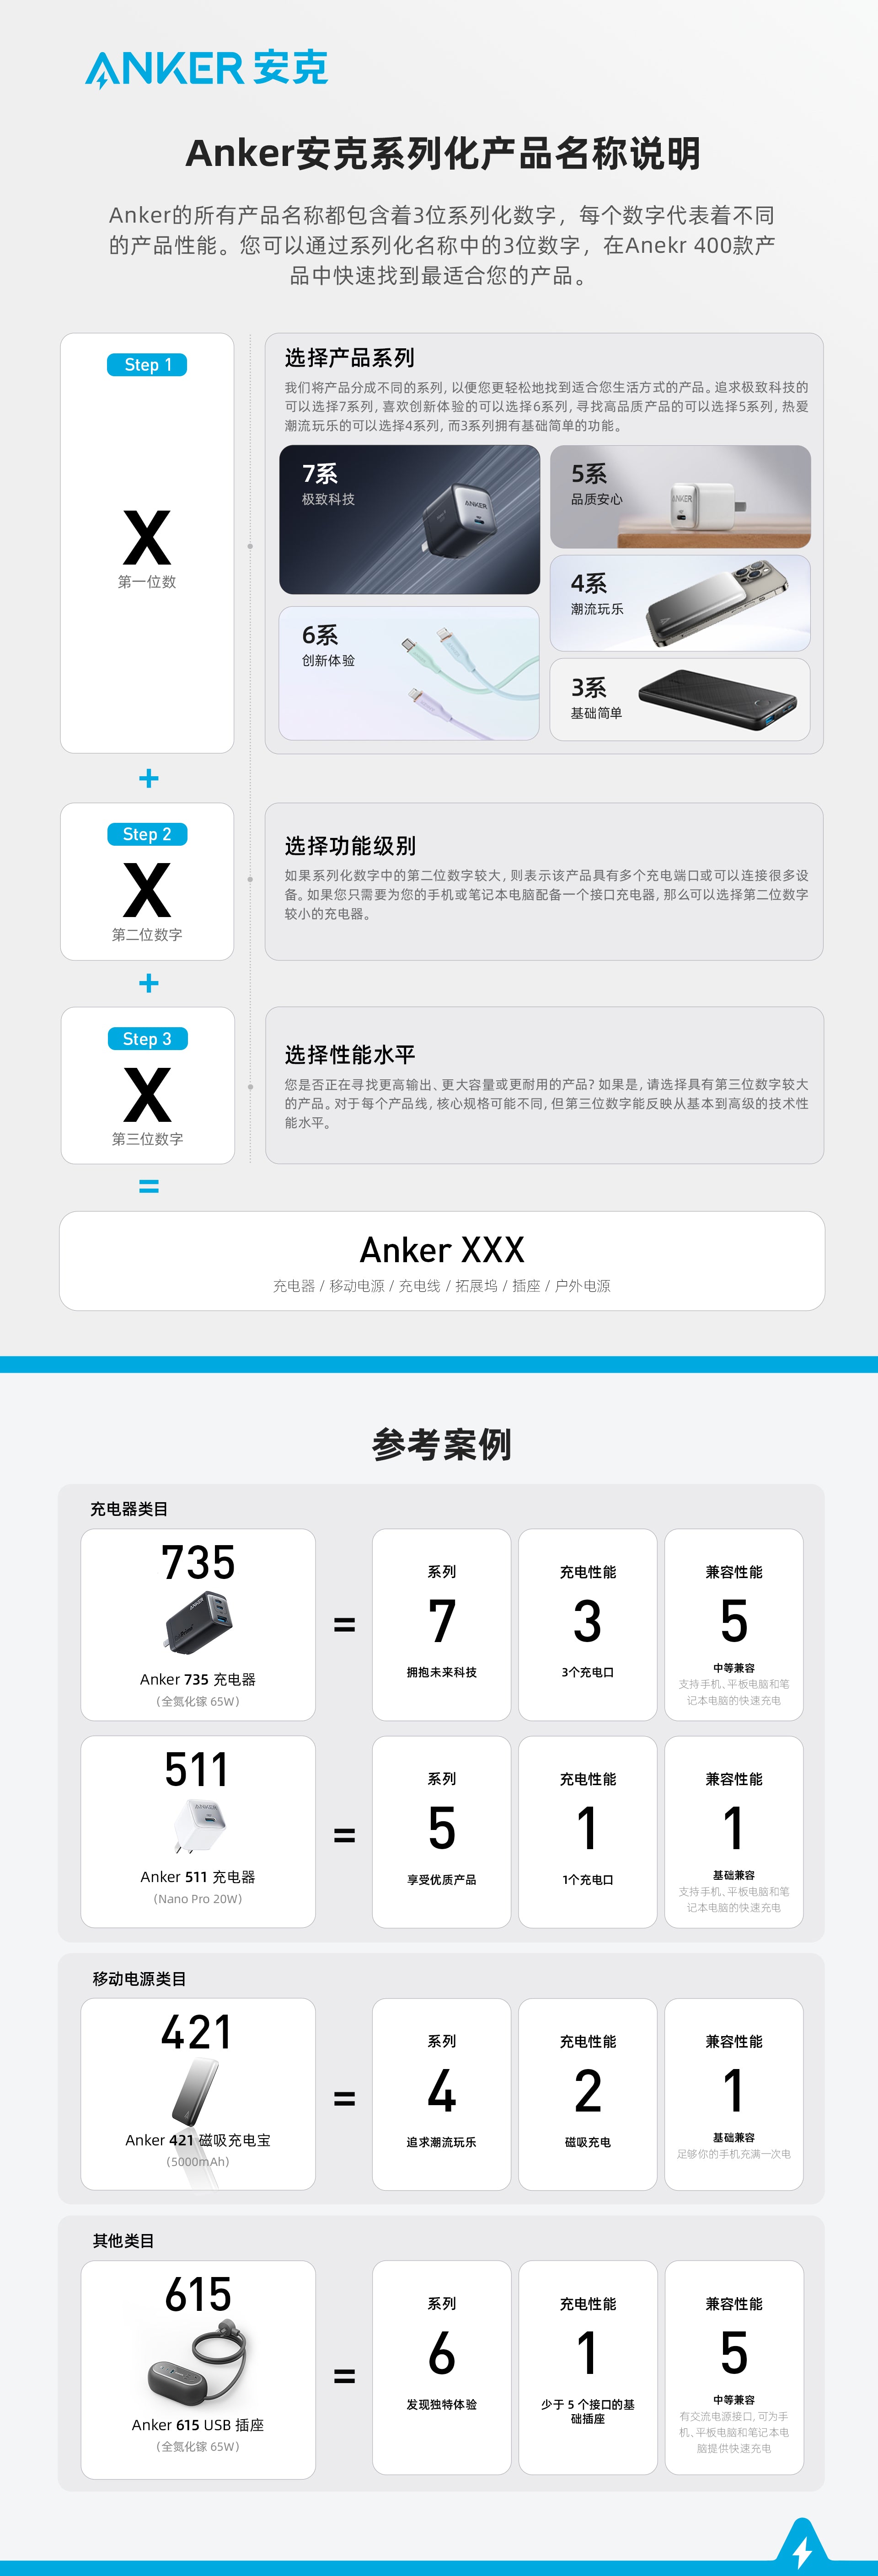 ANKER 安克
Anker安克系列化产品名称说明
Anker的所有产品名称都包含着3位系列化数字，每个数字代表着不同
的产品性能。您可以通过系列化名称中的3位数字，在Anekr 400款产
品中快速找到最适合您的产品。
Step 1
X
第一位数
选择产品系列
我们将产品分成不同的系列，以便您更轻松地找到适合您生活方式的产品。追求极致科技的
可以选择7系列，喜欢创新体验的可以选择6系列，寻找高品质产品的可以选择5系列，热爱
潮流玩乐的可以选择4系列，而3系列拥有基础简单的功能。
7系
极致科技
ANKER
5系
品质安心
ANKER
4系
潮流玩乐
6系
创新体验
3系
基础简单
+
Step 2
X
第二位数字
选择功能级别
如果系列化数字中的第二位数字较大，则表示该产品具有多个充电端口或可以连接很多设
备。如果您只需要为您的手机或笔记本电脑配备一个接口充电器，那么可以选择第二位数字
较小的充电器。
+
Step 3
X
第三位数字
选择性能水平
您是否正在寻找更高输出、更大容量或更耐用的产品？如果是，请选择具有第三位数字较大
的产品。对于每个产品线，核心规格可能不同，但第三位数字能反映从基本到高级的技术性
能水平。
=
Anker XXX
充电器 / 移动电源 / 充电线 / 拓展坞 / 插座 / 户外电源
参考案例
充电器类目
735
ANKER
Anker 735 充电器
（全氮化镓 65W）
=
系列
7
拥抱未来科技
充电性能
3
3个充电口
兼容性能
5
中等兼容
支持手机、平板电脑和笔
记本电脑的快速充电
511
ANKER
Anker 511 充电器
(Nano Pro 20W)
=
系列
5
享受优质产品
充电性能
1
1个充电口
兼容性能
1
基础兼容
支持手机、平板电脑和笔
记本电脑的快速充电
移动电源类目
421
Anker 421 磁吸充电宝
(5000mAh)
=
系列
4
追求潮流玩乐
充电性能
2
磁吸充电
兼容性能
1
基础兼容
足够你的手机充满一次电
其他类目
615
Anker 615 USB 插座
（全氮化镓 65W）
=
系列
6
发现独特体验
充电性能
1
少于 5 个接口的基
础插座
兼容性能
5
中等兼容
有交流电源接口，可为手
机、平板电脑和笔记本电
脑提供快速充电